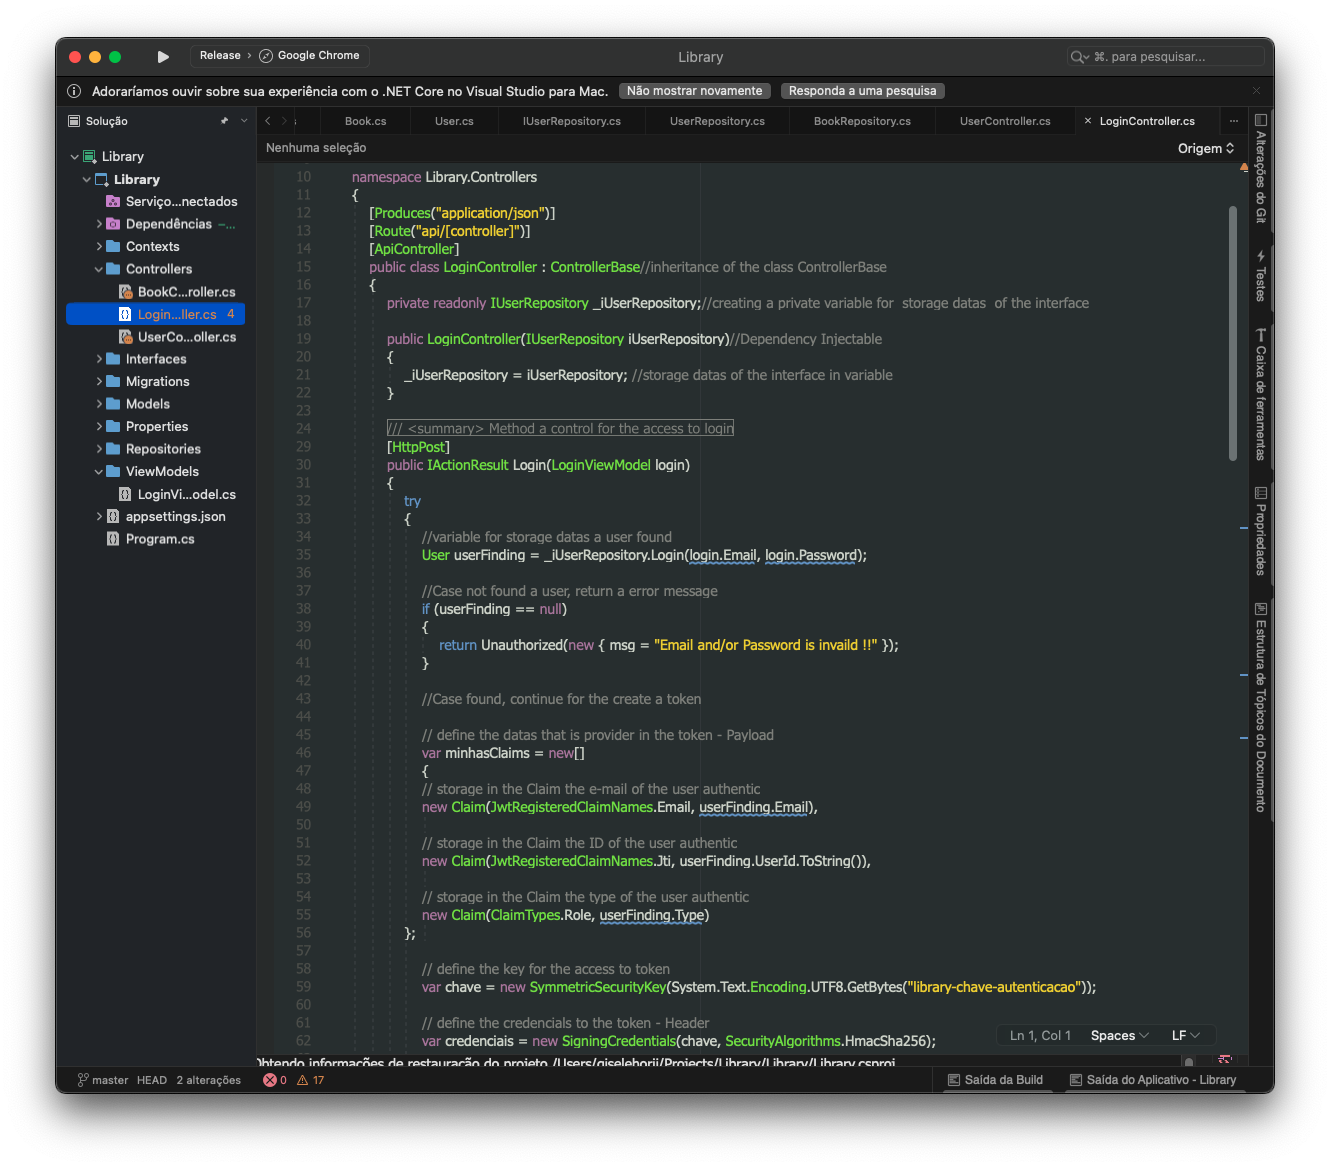 Release › Google Chrome
Library
⌘. para pesquisar...
Adoraríamos ouvir sobre sua experiência com o .NET Core no Visual Studio para Mac.
Não mostrar novamente
Responda a uma pesquisa
Solução
Book.cs
User.cs
IUserRepository.cs
UserRepository.cs
BookRepository.cs
UserController.cs
LoginController.cs
Nenhuma seleção
Origem
Library
Library
Serviço...nectados
Dependências
Contexts
Controllers
BookC...roller.cs
Login...ller.cs 4
UserCo...oller.cs
Interfaces
Migrations
Models
Properties
Repositories
ViewModels
LoginVi...odel.cs
appsettings.json
Program.cs
10 namespace Library.Controllers
11 {
12 [Produces("application/json")]
13 [Route("api/[controller]")]
14 [ApiController]
15 public class LoginController : ControllerBase//inheritance of the class ControllerBase
16 {
17 private readonly IUserRepository _iUserRepository;//creating a private variable for  storage datas  of the interface
18
19 public LoginController(IUserRepository iUserRepository)//Dependency Injectable
20 {
21 _iUserRepository = iUserRepository; //storage datas of the interface in variable
22 }
23
24 /// <summary> Method a control for the access to login
29 [HttpPost]
30 public IActionResult Login(LoginViewModel login)
31 {
32 try
33 {
34 //variable for storage datas a user found
35 User userFinding = _iUserRepository.Login(login.Email, login.Password);
36
37 //Case not found a user, return a error message
38 if (userFinding == null)
39 {
40 return Unauthorized(new { msg = "Email and/or Password is invaild !!" });
41 }
42
43 //Case found, continue for the create a token
44
45 // define the datas that is provider in the token - Payload
46 var minhasClaims = new[]
47 {
48 // storage in the Claim the e-mail of the user authentic
49 new Claim(JwtRegisteredClaimNames.Email, userFinding.Email),
50
51 // storage in the Claim the ID of the user authentic
52 new Claim(JwtRegisteredClaimNames.Jti, userFinding.UserId.ToString()),
53
54 // storage in the Claim the type of the user authentic
55 new Claim(ClaimTypes.Role, userFinding.Type)
56 };
57
58 // define the key for the access to token
59 var chave = new SymmetricSecurityKey(System.Text.Encoding.UTF8.GetBytes("library-chave-autenticacao"));
60
61 // define the credencials to the token - Header
62 var credenciais = new SigningCredentials(chave, SecurityAlgorithms.HmacSha256);
Ln 1, Col 1
Spaces
LF
Obtendo informações de restauração do projeto /Users/giselehorii/Projects/Library/Library/Library.csproj
master HEAD 2 alterações
0 17
Saída da Build
Saída do Aplicativo - Library
Alterações do Git
Testes
Caixa de ferramentas
Propriedades
Estrutura de Tópicos do Documento